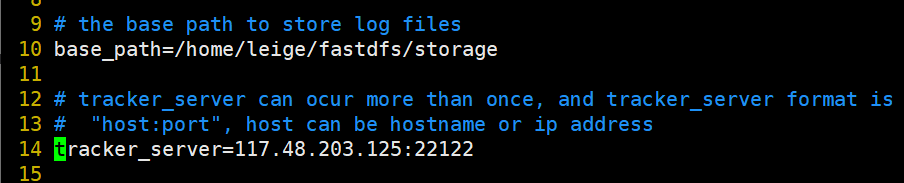 8
9 # the base path to store log files
10 base_path=/home/leige/fastdfs/storage
11
12 # tracker_server can ocur more than once, and tracker_server format is
13 #  "host:port", host can be hostname or ip address
14 tracker_server=117.48.203.125:22122
15